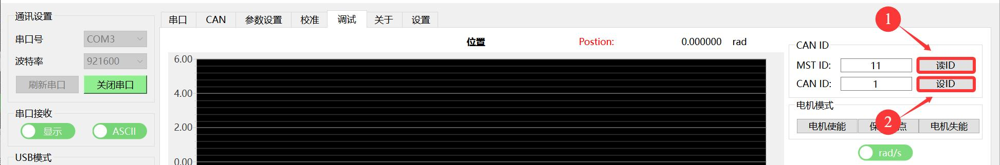 通讯设置
串口号 COM3
波特率 921600
刷新串口 关闭串口
串口接收
显示 ASCII
USB模式
串口 CAN 参数设置 校准 调试 关于 设置
位置 Postion: 0.000000 rad
6.00
4.00
2.00
0.00
1
CAN ID
MST ID: 11 读ID
CAN ID: 1 设ID
电机模式
电机使能 保 2 点 电机失能
rad/s